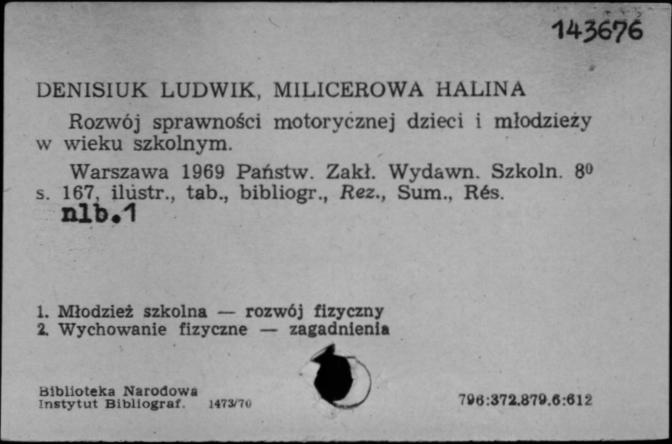 143676
DENISIUK LUDWIK, MILICEROWA HALINA
Rozwój sprawności motorycznej dzieci i młodzieży
w wieku szkolnym.
Warszawa 1969 Państw. Zakł. Wydawn. Szkoln. 8⁰
s. 167, ilustr., tab., bibliogr., Rez., Sum., Rés.
nlb.1
1. Młodzież szkolna — rozwój fizyczny
2. Wychowanie fizyczne — zagadnienia
Biblioteka Narodowa
Instytut Bibliograf. 1473/70
796:372.879.6:612